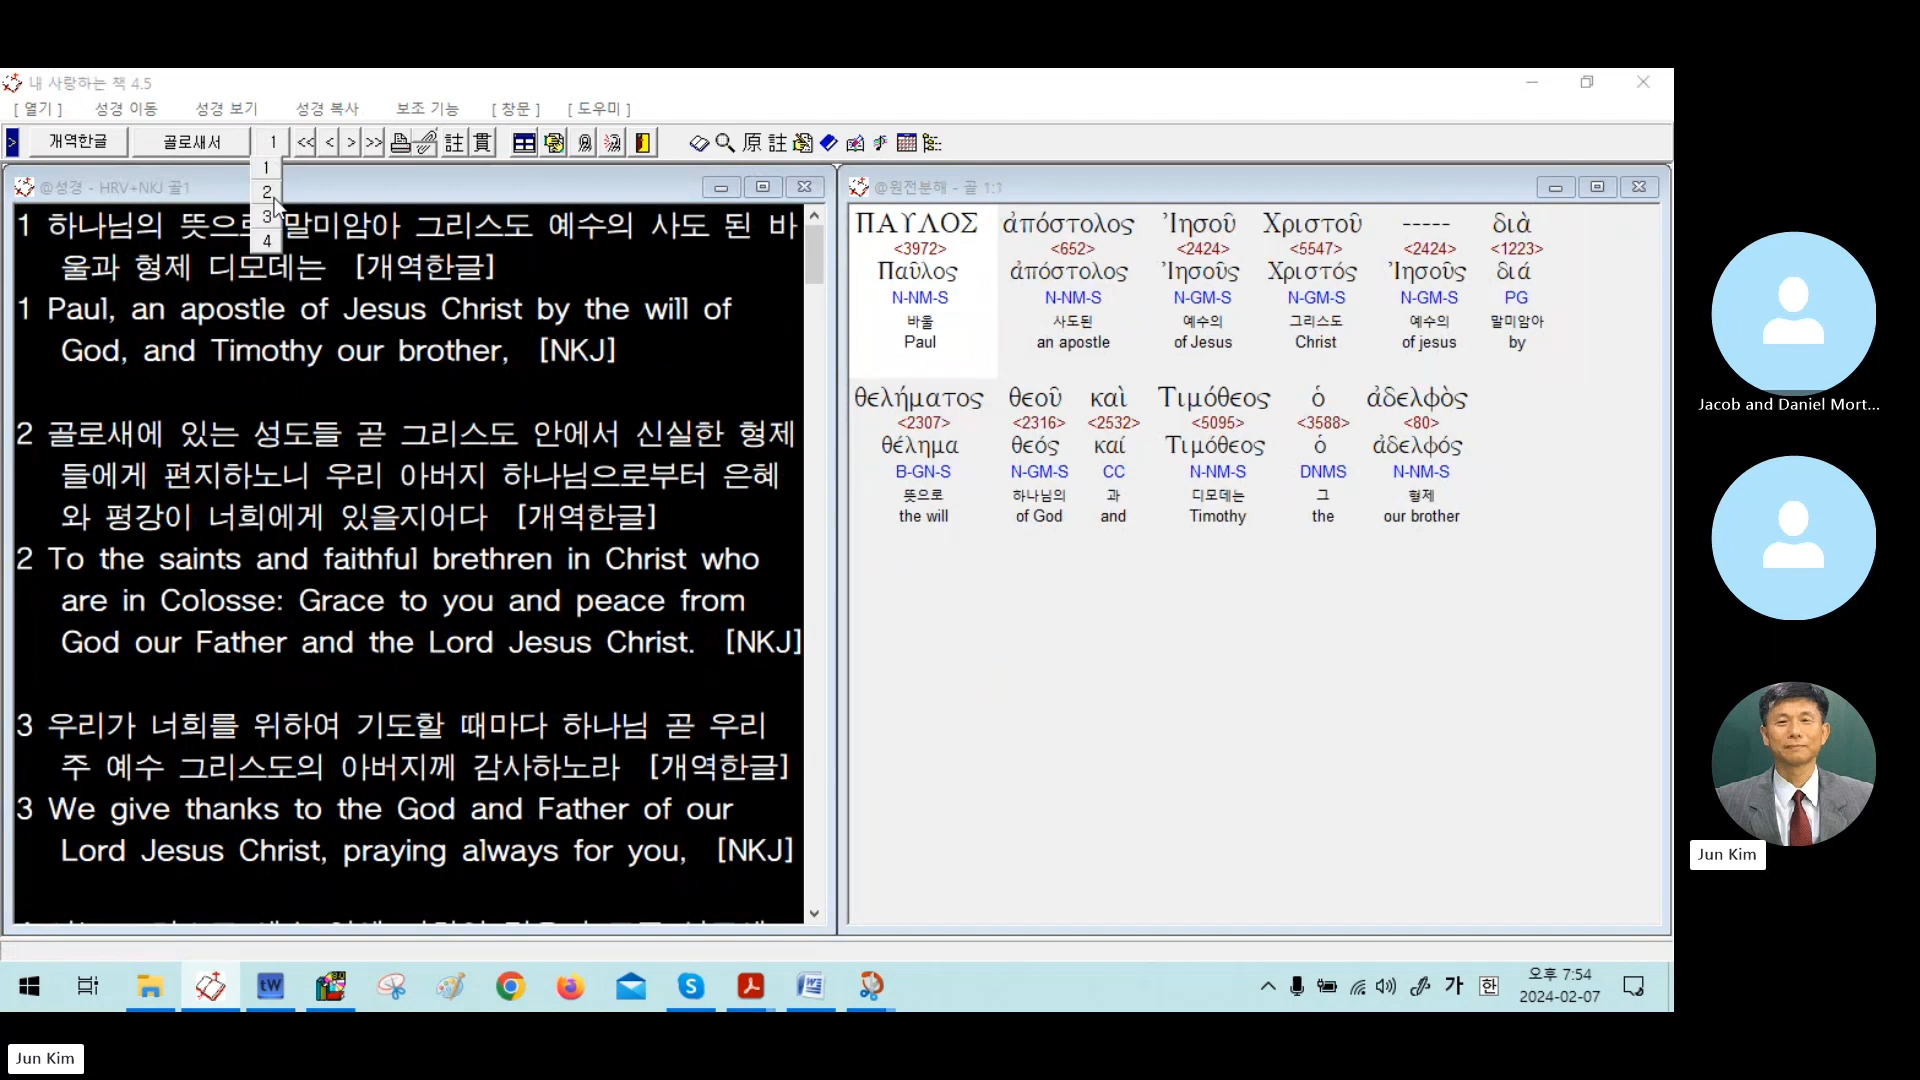 내 사랑하는 책 4.5
[ 열기 ] 성경 이동 성경 보기 성경 복사 보조 기능 [ 창문 ] [ 도우미 ]
> 개역한글 골로새서 1 << < > >> 註 貫 原 註
1
2
3
4
@성경 - HRV+NKJ 골1
1 하나님의 뜻으로 말미암아 그리스도 예수의 사도 된 바
울과 형제 디모데는 [개역한글]
1 Paul, an apostle of Jesus Christ by the will of
God, and Timothy our brother, [NKJ]
2 골로새에 있는 성도들 곧 그리스도 안에서 신실한 형제
들에게 편지하노니 우리 아버지 하나님으로부터 은혜
와 평강이 너희에게 있을지어다 [개역한글]
2 To the saints and faithful brethren in Christ who
are in Colosse: Grace to you and peace from
God our Father and the Lord Jesus Christ. [NKJ]
3 우리가 너희를 위하여 기도할 때마다 하나님 곧 우리
주 예수 그리스도의 아버지께 감사하노라 [개역한글]
3 We give thanks to the God and Father of our
Lord Jesus Christ, praying always for you, [NKJ]
@원전분해 - 골 1:1
ΠΑΥΛΟΣ ἀπόστολος Ἰησοῦ Χριστοῦ ----- διὰ
<3972> <652> <2424> <5547> <2424> <1223>
Παῦλος ἀπόστολος Ἰησοῦς Χριστός Ἰησοῦς διά
N-NM-S N-NM-S N-GM-S N-GM-S N-GM-S PG
바울 사도된 예수의 그리스도 예수의 말미암아
Paul an apostle of Jesus Christ of jesus by
θελήματος θεοῦ καὶ Τιμόθεος ὁ ἀδελφὸς
<2307> <2316> <2532> <5095> <3588> <80>
θέλημα θεός καί Τιμόθεος ὁ ἀδελφός
B-GN-S N-GM-S CC N-NM-S DNMS N-NM-S
뜻으로 하나님의 과 디모데는 그 형제
the will of God and Timothy the our brother
Jacob and Daniel Mort...
Jun Kim
가 한 오후 7:54
2024-02-07
Jun Kim